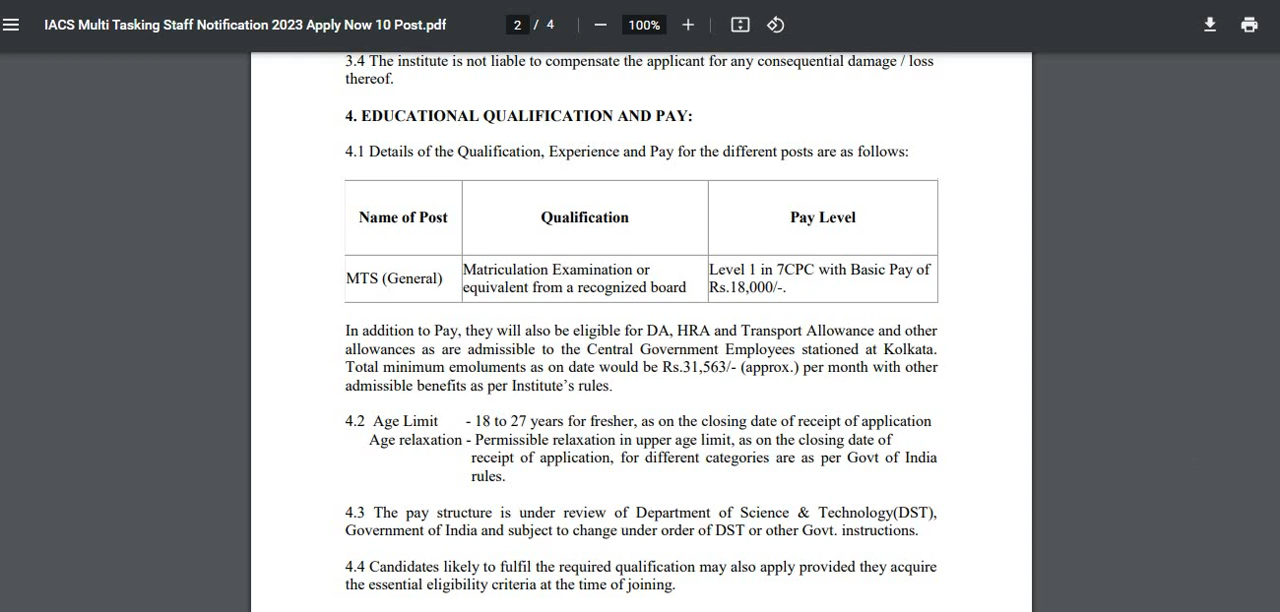 IACS Multi Tasking Staff Notification 2023 Apply Now 10 Post.pdf
2 / 4
100%
3.4 The institute is not liable to compensate the applicant for any consequential damage / loss
thereof.
4. EDUCATIONAL QUALIFICATION AND PAY:
4.1 Details of the Qualification, Experience and Pay for the different posts are as follows:
Name of Post Qualification Pay Level
MTS (General)
Matriculation Examination or
equivalent from a recognized board
Level 1 in 7CPC with Basic Pay of
Rs.18,000/-.
In addition to Pay, they will also be eligible for DA, HRA and Transport Allowance and other
allowances as are admissible to the Central Government Employees stationed at Kolkata.
Total minimum emoluments as on date would be Rs.31,563/- (approx.) per month with other
admissible benefits as per Institute's rules.
4.2 Age Limit - 18 to 27 years for fresher, as on the closing date of receipt of application
Age relaxation - Permissible relaxation in upper age limit, as on the closing date of
receipt of application, for different categories are as per Govt of India
rules.
4.3 The pay structure is under review of Department of Science & Technology(DST),
Government of India and subject to change under order of DST or other Govt. instructions.
4.4 Candidates likely to fulfil the required qualification may also apply provided they acquire
the essential eligibility criteria at the time of joining.